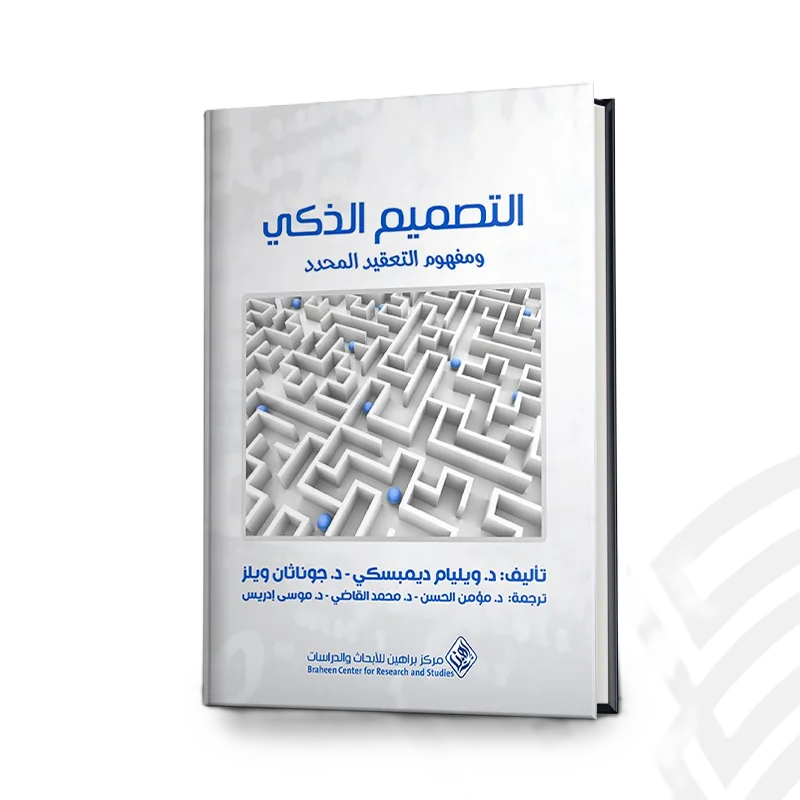 التصميم الذكي
ومفهوم التعقيد المحدد
تأليف: د. ويليام ديمبسكي - د. جوناثان ويلز
ترجمة: د. مؤمن الحسن - د. محمد القاضي - د. موسى إدريس
مركز براهين للأبحاث والدراسات
Braheen Center for Research and Studies